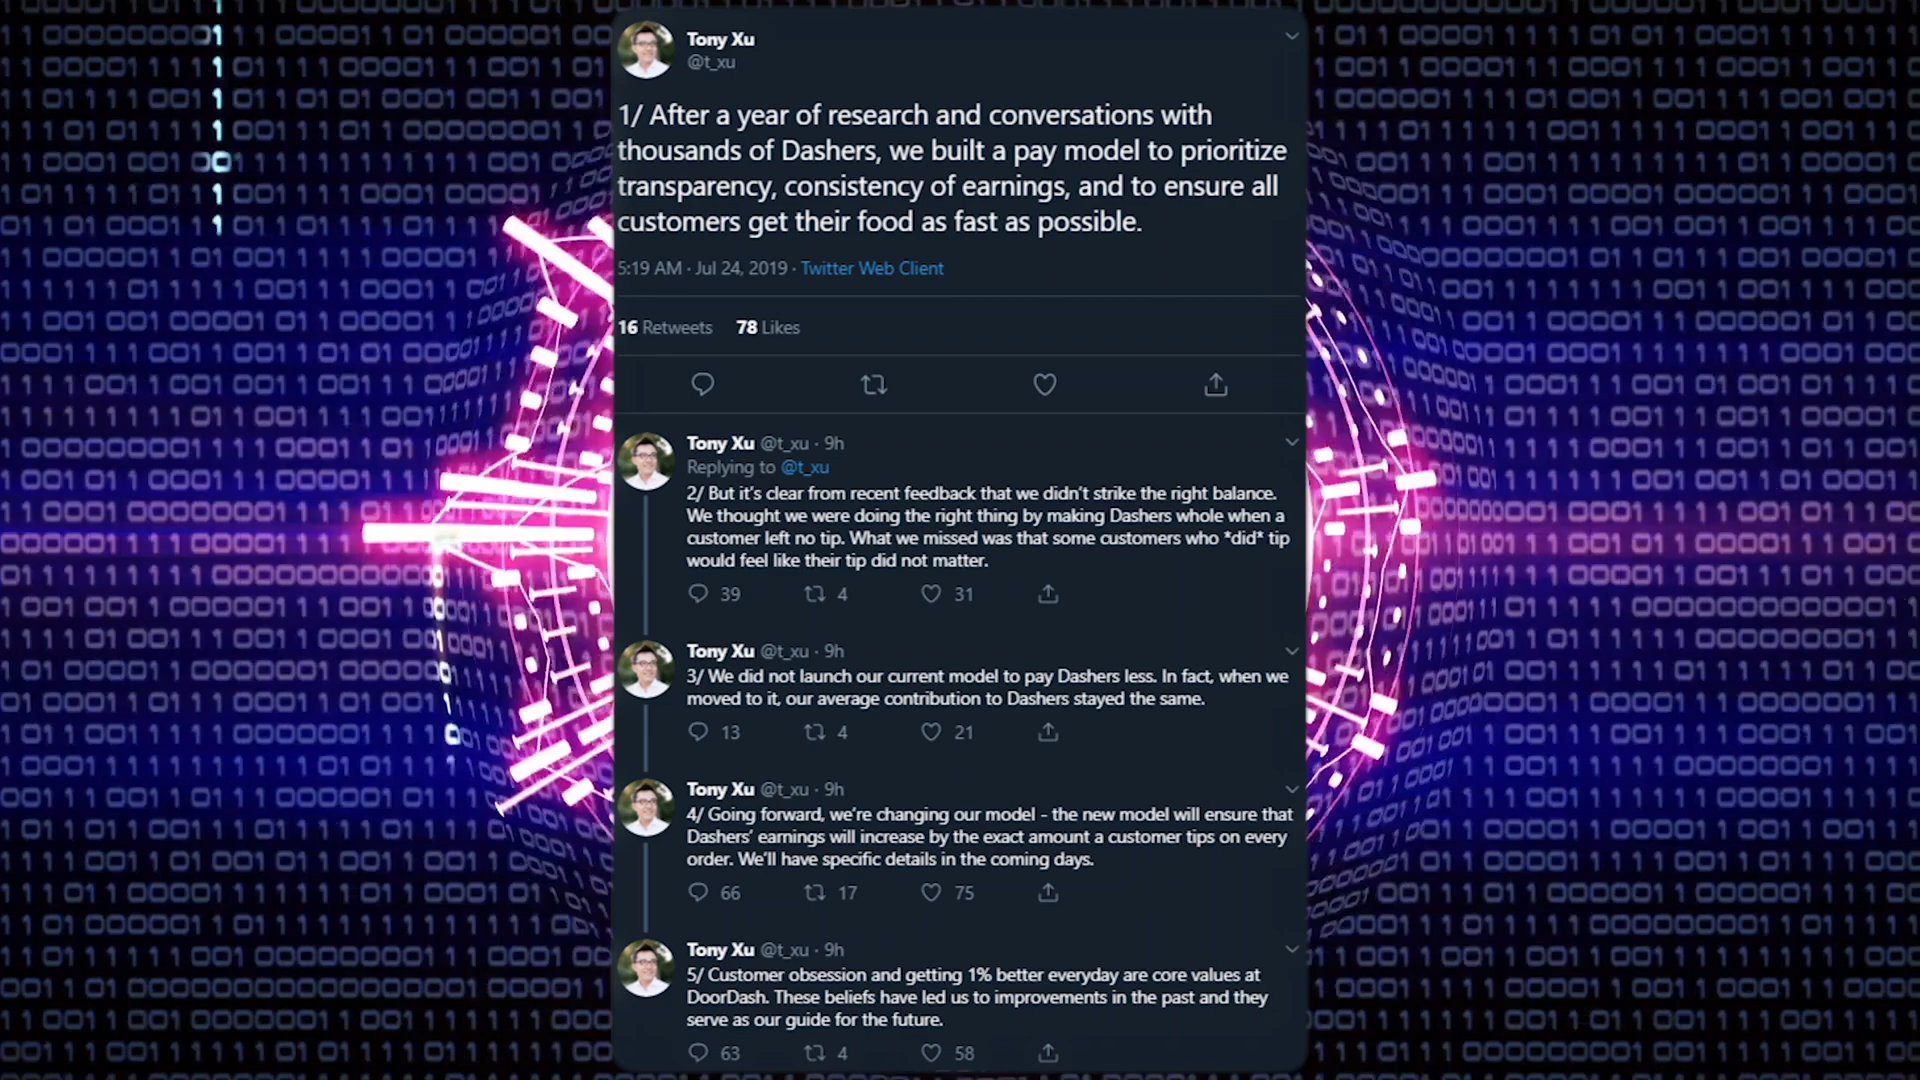 Tony Xu
@t_xu
1/ After a year of research and conversations with
thousands of Dashers, we built a pay model to prioritize
transparency, consistency of earnings, and to ensure all
customers get their food as fast as possible.
5:19 AM · Jul 24, 2019 · Twitter Web Client
16 Retweets 78 Likes
Tony Xu @t_xu · 9h
Replying to @t_xu
2/ But it's clear from recent feedback that we didn't strike the right balance.
We thought we were doing the right thing by making Dashers whole when a
customer left no tip. What we missed was that some customers who *did* tip
would feel like their tip did not matter.
39 4 31
Tony Xu @t_xu · 9h
3/ We did not launch our current model to pay Dashers less. In fact, when we
moved to it, our average contribution to Dashers stayed the same.
13 4 21
Tony Xu @t_xu · 9h
4/ Going forward, we're changing our model - the new model will ensure that
Dashers' earnings will increase by the exact amount a customer tips on every
order. We'll have specific details in the coming days.
66 17 75
Tony Xu @t_xu · 9h
5/ Customer obsession and getting 1% better everyday are core values at
DoorDash. These beliefs have led us to improvements in the past and they
serve as our guide for the future.
63 4 58